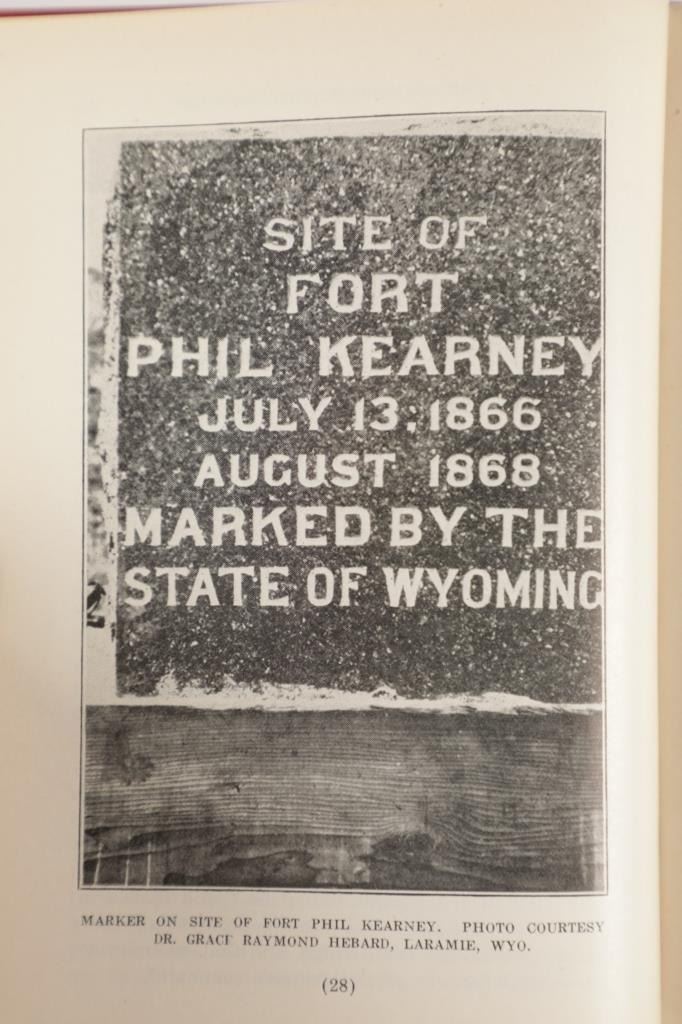 SITE OF
FORT
PHIL KEARNEY
JULY 13:1866
AUGUST 1868
MARKED BY THE
STATE OF WYOMING
MARKER ON SITE OF FORT PHIL KEARNEY. PHOTO COURTESY
DR. GRACE RAYMOND HEBARD, LARAMIE, WYO.
(28)